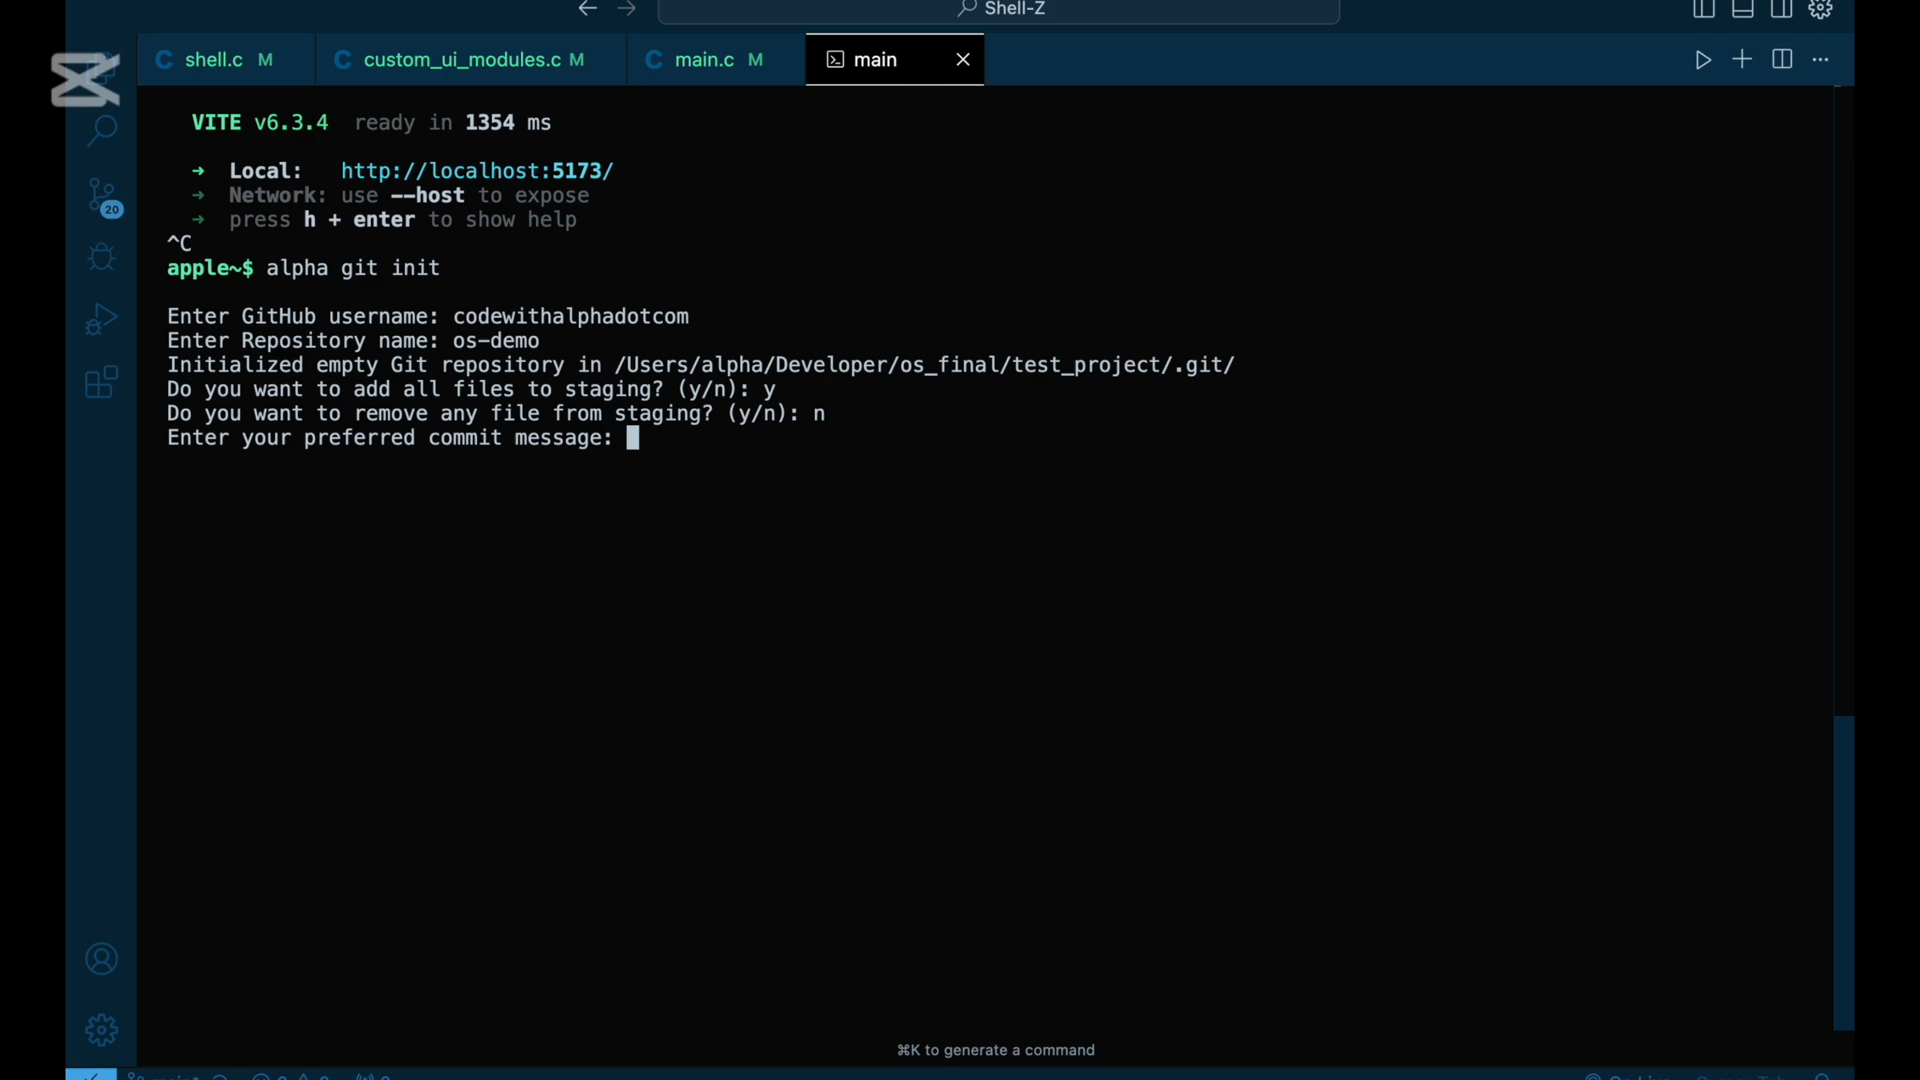 Shell-Z
shell.c M
custom_ui_modules.c M
main.c M
main
VITE v6.3.4 ready in 1354 ms
➜ Local: http://localhost:5173/
➜ Network: use --host to expose
➜ press h + enter to show help
^C
apple~$ alpha git init
Enter GitHub username: codewithalphadotcom
Enter Repository name: os-demo
Initialized empty Git repository in /Users/alpha/Developer/os_final/test_project/.git/
Do you want to add all files to staging? (y/n): y
Do you want to remove any file from staging? (y/n): n
Enter your preferred commit message:
20
⌘K to generate a command